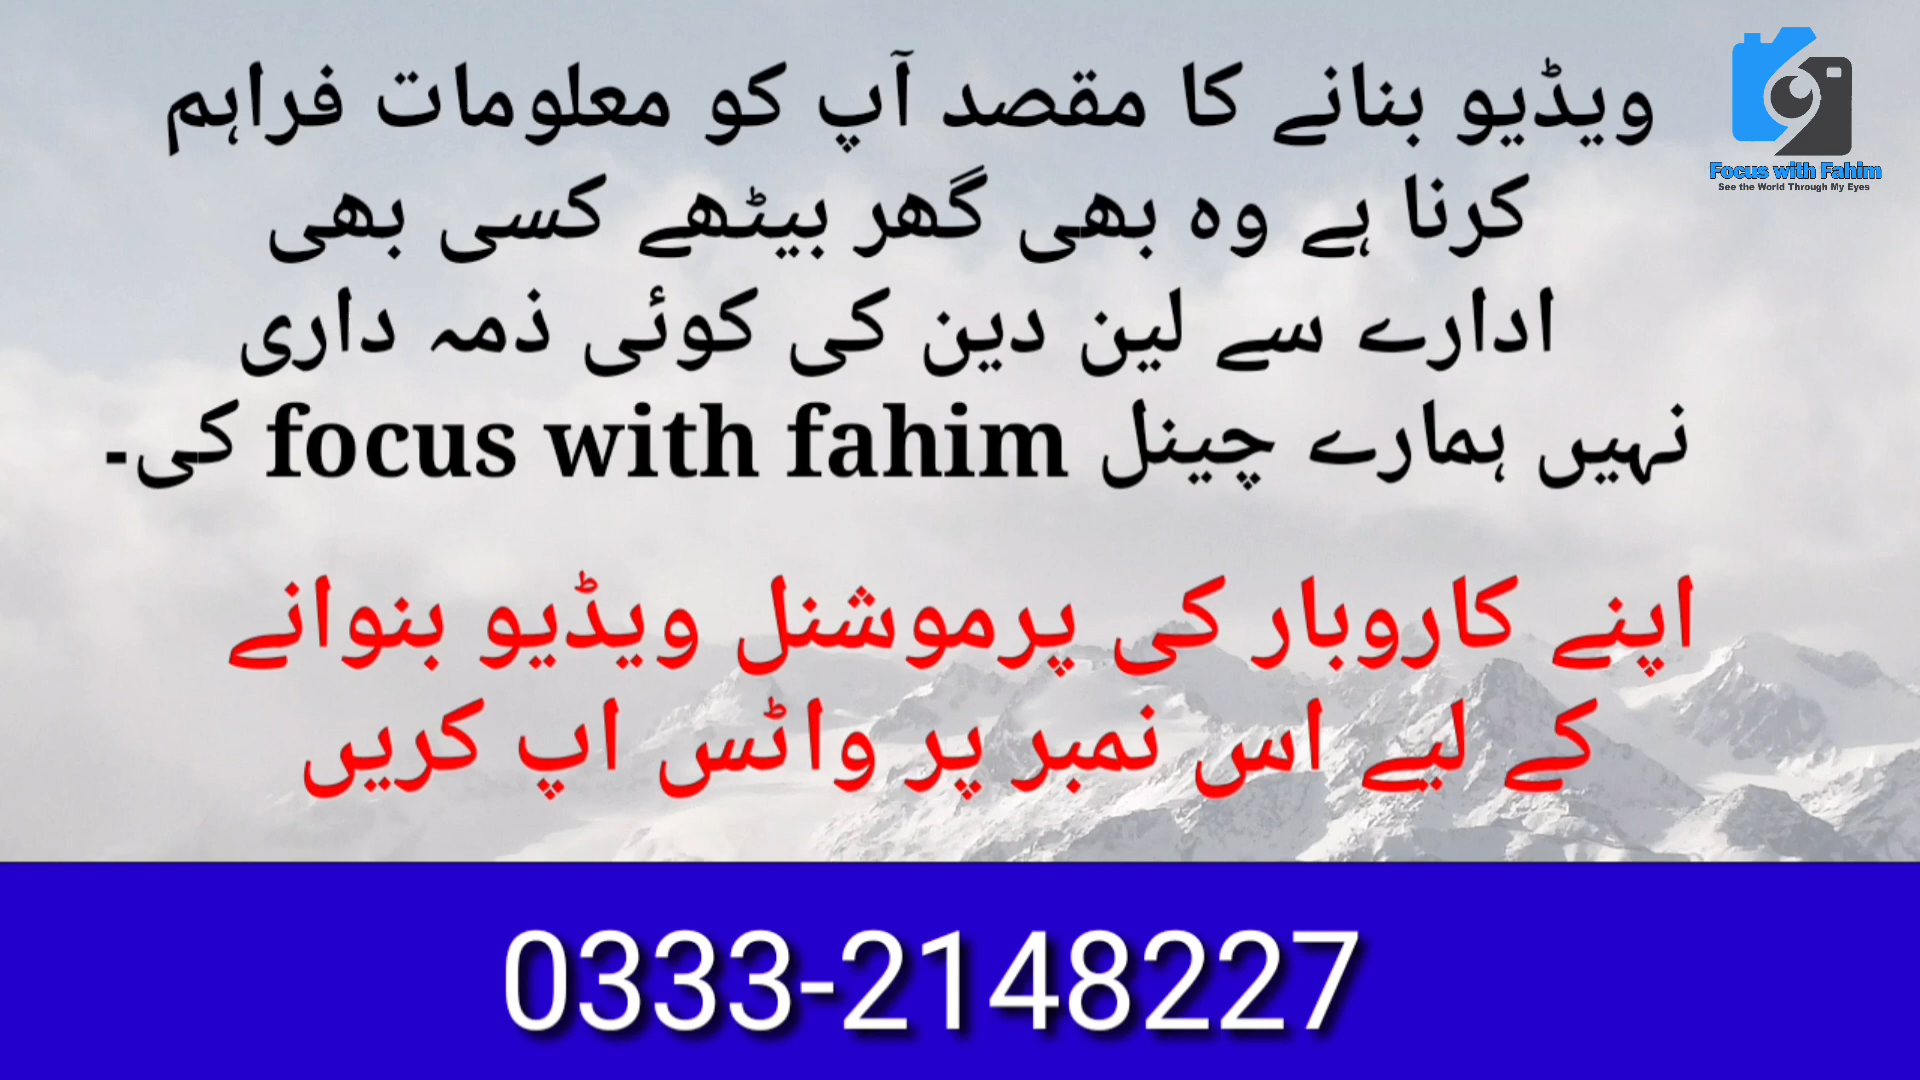 ویڈیو بنانے کا مقصد آپ کو معلومات فراہم
کرنا ہے وہ بھی گھر بیٹھے کسی بھی
ادارے سے لین دین کی کوئی ذمہ داری
نہیں ہمارے چینل focus with fahim کی۔
اپنے کاروبار کی پرموشنل ویڈیو بنوانے
کے لیے اس نمبر پر واٹس اپ کریں
0333-2148227
Focus with Fahim
See the World Through My Eyes